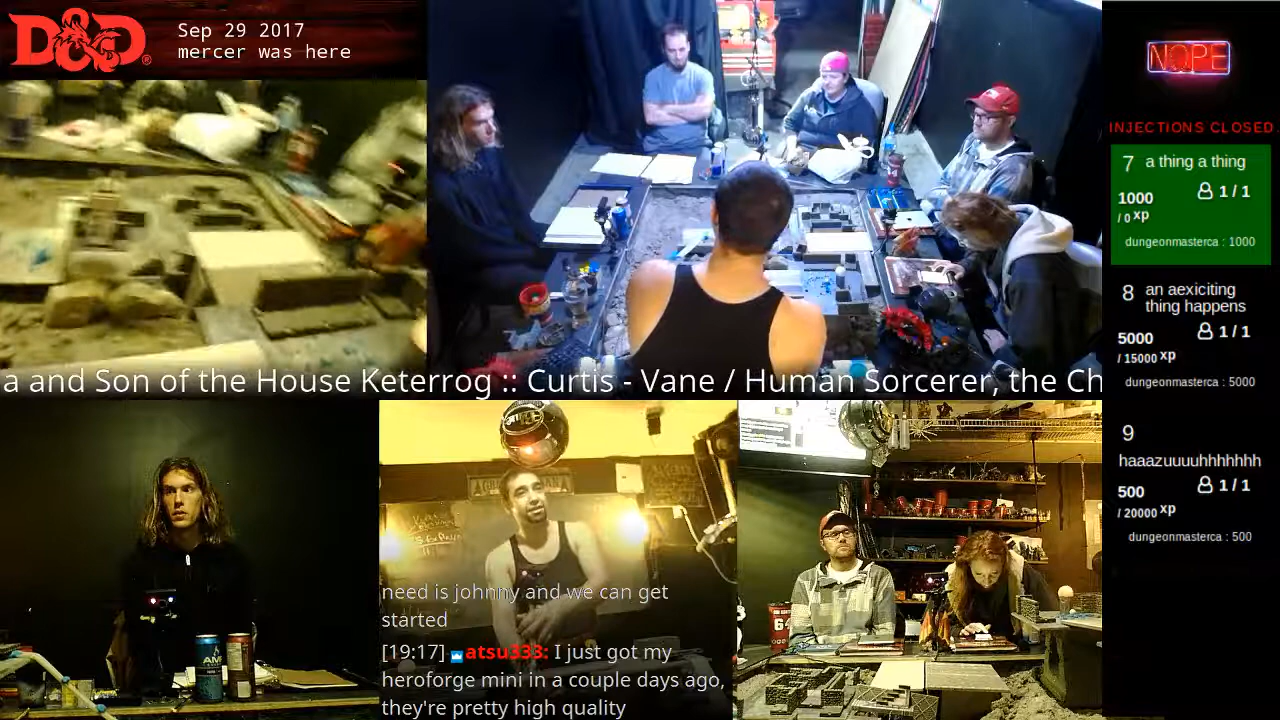 D&D
Sep 29 2017
mercer was here
NOPE
INJECTIONS CLOSED
7 a thing a thing
1000 / 0 xp 1 / 1
dungeonmasterca : 1000
8 an aexiciting
thing happens
5000 / 15000 xp 1 / 1
dungeonmasterca : 5000
9
haaazuuuuhhhhhhh
500 / 20000 xp 1 / 1
dungeonmasterca : 500
a and Son of the House Keterrog :: Curtis - Vane / Human Sorcerer, the Ch
need is johnny and we can get
started
[19:17] atsu333: I just got my
heroforge mini in a couple days ago,
they're pretty high quality
64